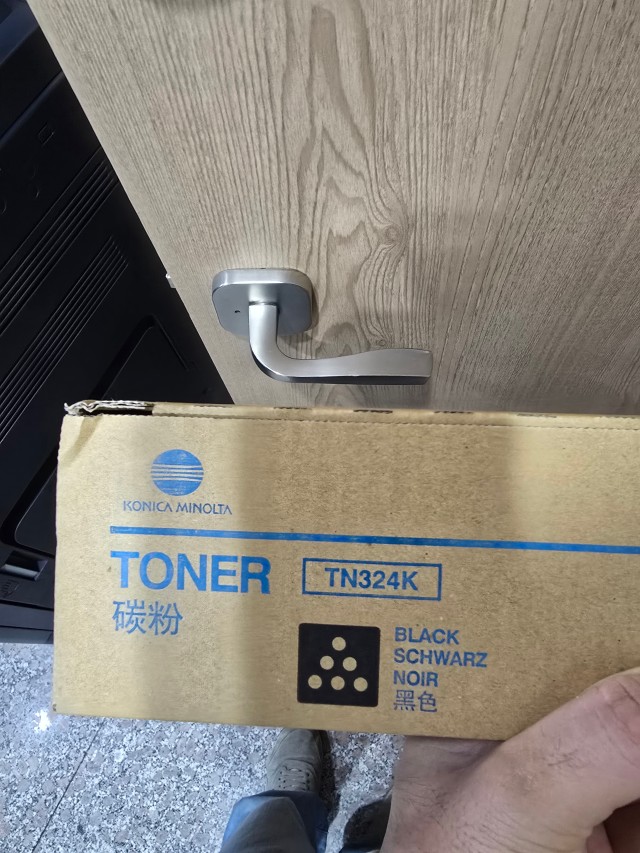 KONICA MINOLTA
TONER TN324K
碳粉
BLACK
SCHWARZ
NOIR
黑色